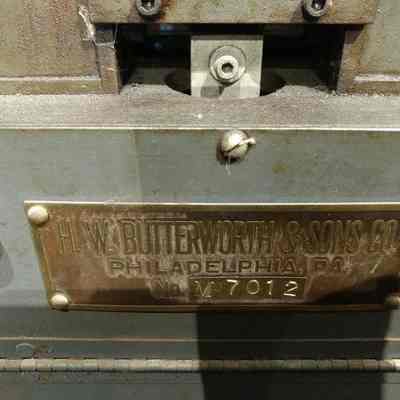 H. W. BUTTERWORTH & SONS CO.
PHILADELPHIA, PA.
No. M 7012